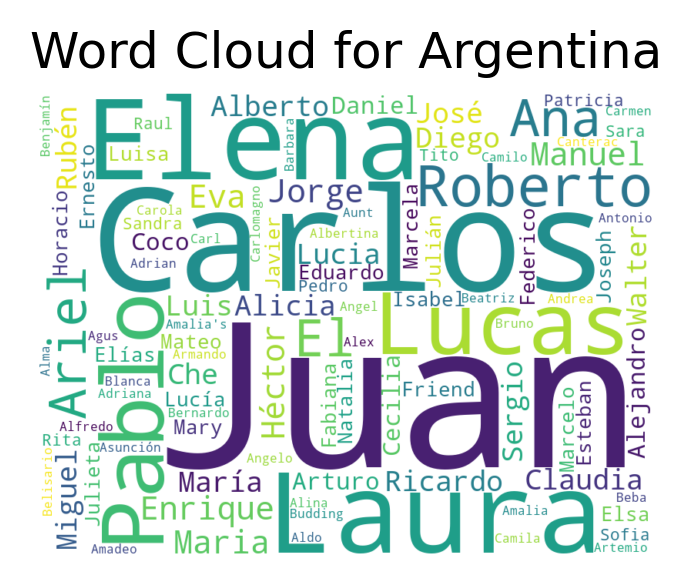 Word Cloud for Argentina
Benjamín
Rubén
Raul
Luisa
Elena
Alberto
Barbara
Daniel
José
Diego
Tito
Camilo
Ana
Patricia
Carmen
Sara
Canterac
Manuel
Horacio
Ernesto
Carola
Sandra
Coco
Adrian
Eva
Carl
Carlomagno
Javier
Jorge
Aunt
Albertina
Lucia
Eduardo
Pedro
Marcela
Julián
Roberto
Carlos
Federico
Antonio
Joseph
Walter
Ariel
Pablo
Luis
Alicia
Angel
Isabel
Beatriz
Andrea
Bruno
Lucas
Amalia's
Mateo
Armando
Agus
Elías
Alma
Blanca
Adriana
Che
Lucía
Bernardo
Mary
Héctor
El
Alex
Juan
Fabiana
Natalia
Cecilia
Friend
Sergio
Marcelo
Esteban
Alejandro
Alfredo
Rita
Asunción
Belisario
Miguel
Julieta
Amadeo
María
Angelo
Enrique
Maria
Arturo
Alina
Budding
Aldo
Ricardo
Laura
Claudia
Amalia
Camila
Beba
Elsa
Sofia
Artemio